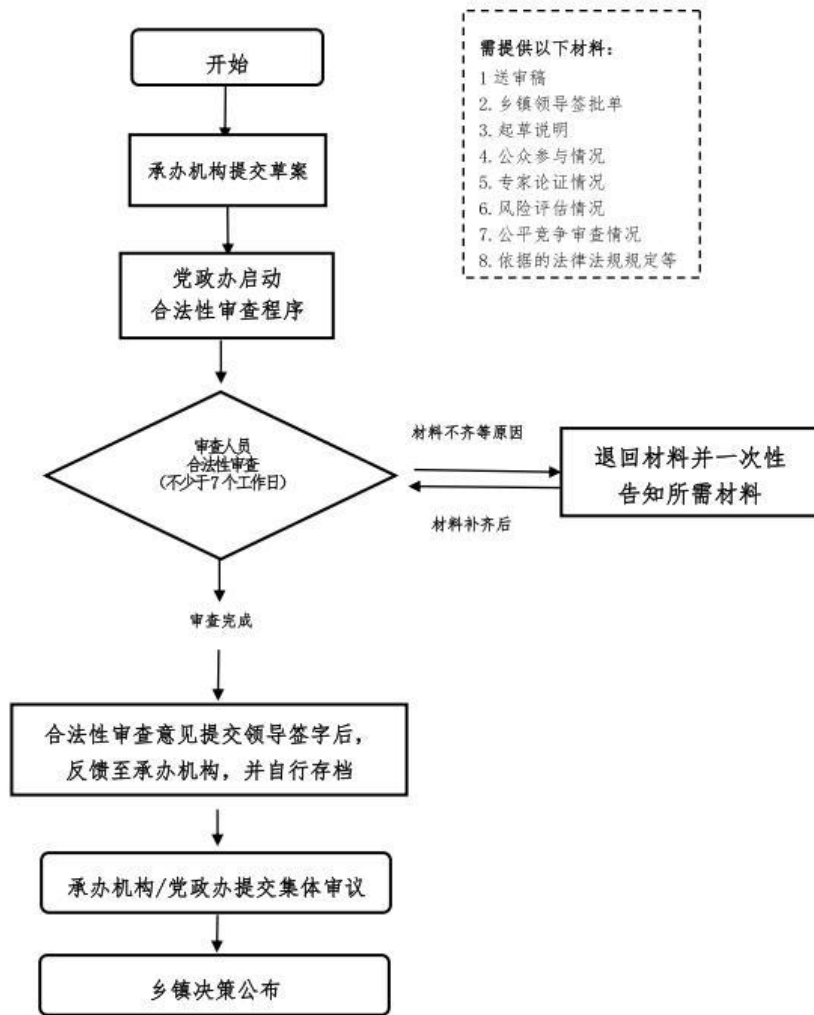 开始
需提供以下材料：
1 送审稿
2. 乡镇领导签批单
3. 起草说明
4. 公众参与情况
5. 专家论证情况
6. 风险评估情况
7. 公平竞争审查情况
8. 依据的法律法规规定等
承办机构提交草案
党政办启动
合法性审查程序
审查人员
合法性审查
（不少于7个工作日）
材料不齐等原因
材料补齐后
退回材料并一次性
告知所需材料
审查完成
合法性审查意见提交领导签字后，
反馈至承办机构，并自行存档
承办机构/党政办提交集体审议
乡镇决策公布